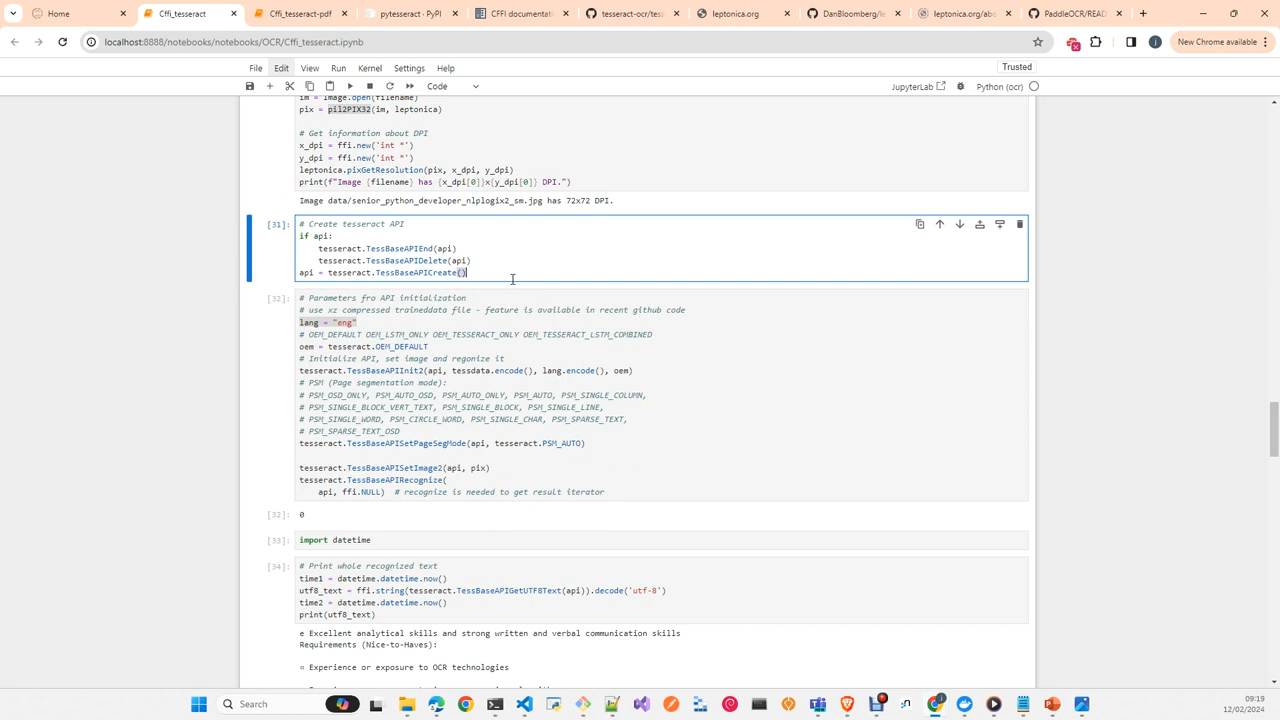 Home
Cffi_tesseract
Cffi_tesseract-pdf
pytesseract · PyPI
CFFI documentati
tesseract-ocr/tess
leptonica.org
DanBloomberg/le
leptonica.org/abe
PaddleOCR/READ
localhost:8888/notebooks/notebooks/OCR/Cffi_tesseract.ipynb
New Chrome available
File Edit View Run Kernel Settings Help
Trusted
Code
JupyterLab
Python (ocr)
im = Image.open(filename)
pix = pil2PIX32(im, leptonica)
# Get information about DPI
x_dpi = ffi.new('int *')
y_dpi = ffi.new('int *')
leptonica.pixGetResolution(pix, x_dpi, y_dpi)
print(f"Image {filename} has {x_dpi[0]}x{y_dpi[0]} DPI.")
Image data/senior_python_developer_nlplogix2_sm.jpg has 72x72 DPI.
[31]:
# Create tesseract API
if api:
tesseract.TessBaseAPIEnd(api)
tesseract.TessBaseAPIDelete(api)
api = tesseract.TessBaseAPICreate()
[32]:
# Parameters fro API initialization
# use xz compressed traineddata file - feature is available in recent github code
lang = "eng"
# OEM_DEFAULT OEM_LSTM_ONLY OEM_TESSERACT_ONLY OEM_TESSERACT_LSTM_COMBINED
oem = tesseract.OEM_DEFAULT
# Initialize API, set image and regonize it
tesseract.TessBaseAPIInit2(api, tessdata.encode(), lang.encode(), oem)
# PSM (Page segmentation mode):
# PSM_OSD_ONLY, PSM_AUTO_OSD, PSM_AUTO_ONLY, PSM_AUTO, PSM_SINGLE_COLUMN,
# PSM_SINGLE_BLOCK_VERT_TEXT, PSM_SINGLE_BLOCK, PSM_SINGLE_LINE,
# PSM_SINGLE_WORD, PSM_CIRCLE_WORD, PSM_SINGLE_CHAR, PSM_SPARSE_TEXT,
# PSM_SPARSE_TEXT_OSD
tesseract.TessBaseAPISetPageSegMode(api, tesseract.PSM_AUTO)
tesseract.TessBaseAPISetImage2(api, pix)
tesseract.TessBaseAPIRecognize(
api, ffi.NULL)  # recognize is needed to get result iterator
[32]: 0
[33]: import datetime
[34]:
# Print whole recognized text
time1 = datetime.datetime.now()
utf8_text = ffi.string(tesseract.TessBaseAPIGetUTF8Text(api)).decode('utf-8')
time2 = datetime.datetime.now()
print(utf8_text)
e Excellent analytical skills and strong written and verbal communication skills
Requirements (Nice-to-Haves):
« Experience or exposure to OCR technologies
Search
09:19
12/02/2024